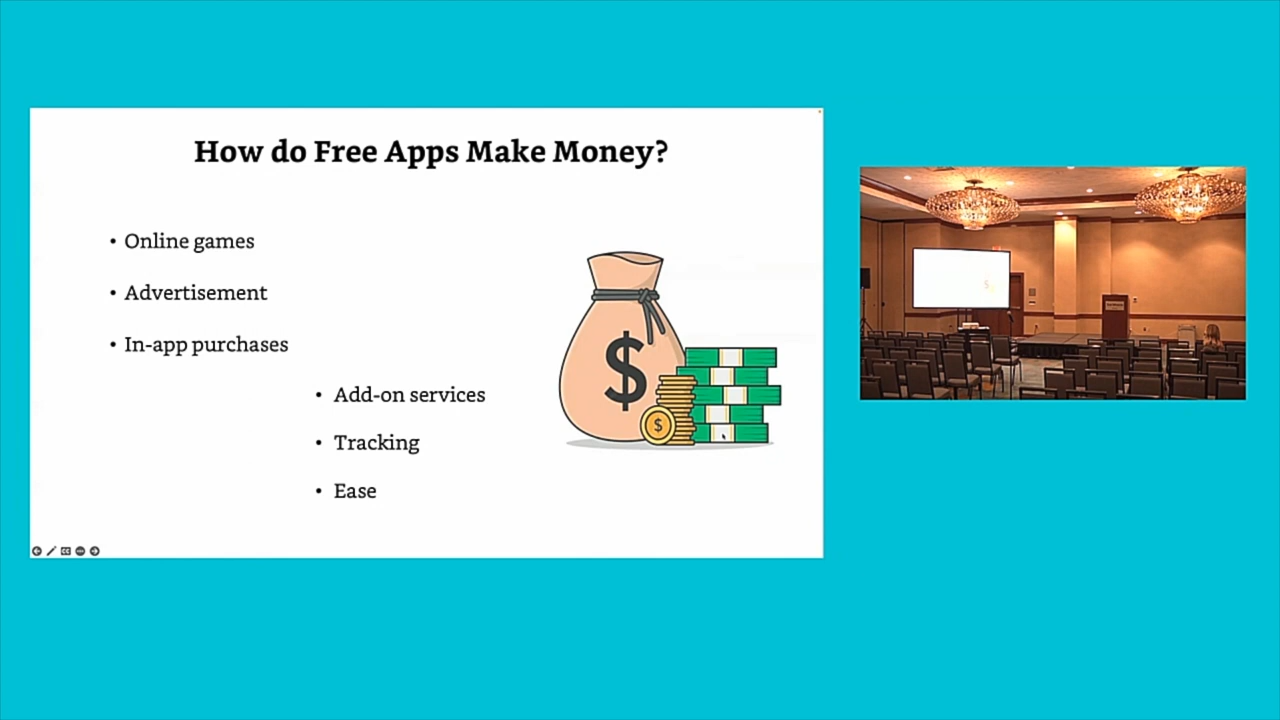 How do Free Apps Make Money?
• Online games
• Advertisement
• In-app purchases
• Add-on services
• Tracking
• Ease
$
$